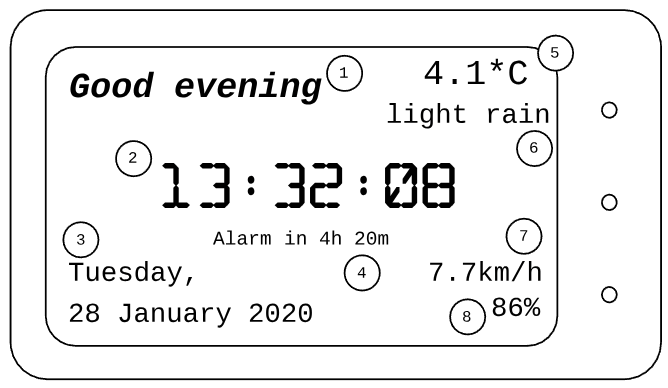 Good evening
1
4.1*C
5
light rain
6
2
13:32:08
3
Alarm in 4h 20m
7
Tuesday,
4
7.7km/h
28 January 2020
8
86%